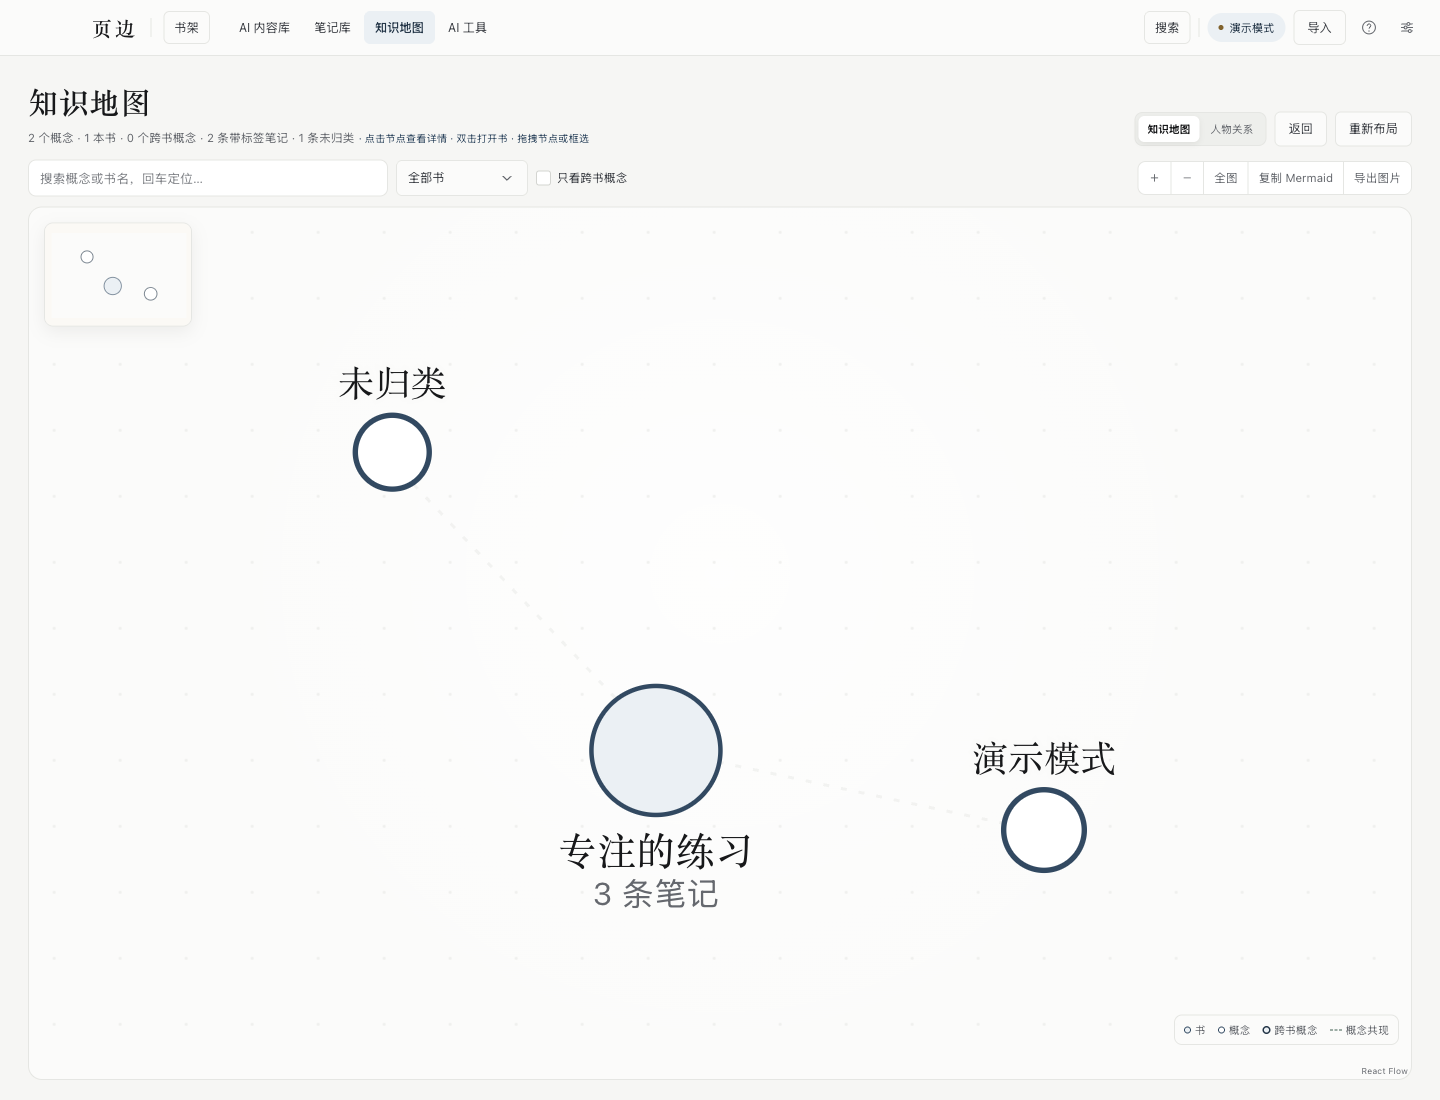 页边 书架 AI 内容库 笔记库 知识地图 AI 工具 搜索 演示模式 导入
知识地图
2 个概念 · 1 本书 · 0 个跨书概念 · 2 条带标签笔记 · 1 条未归类 · 点击节点查看详情 · 双击打开书 · 拖拽节点或框选
知识地图 人物关系 返回 重新布局
搜索概念或书名，回车定位... 全部书 只看跨书概念 + − 全图 复制 Mermaid 导出图片
未归类
演示模式
专注的练习
3 条笔记
书 概念 跨书概念 概念共现
React Flow